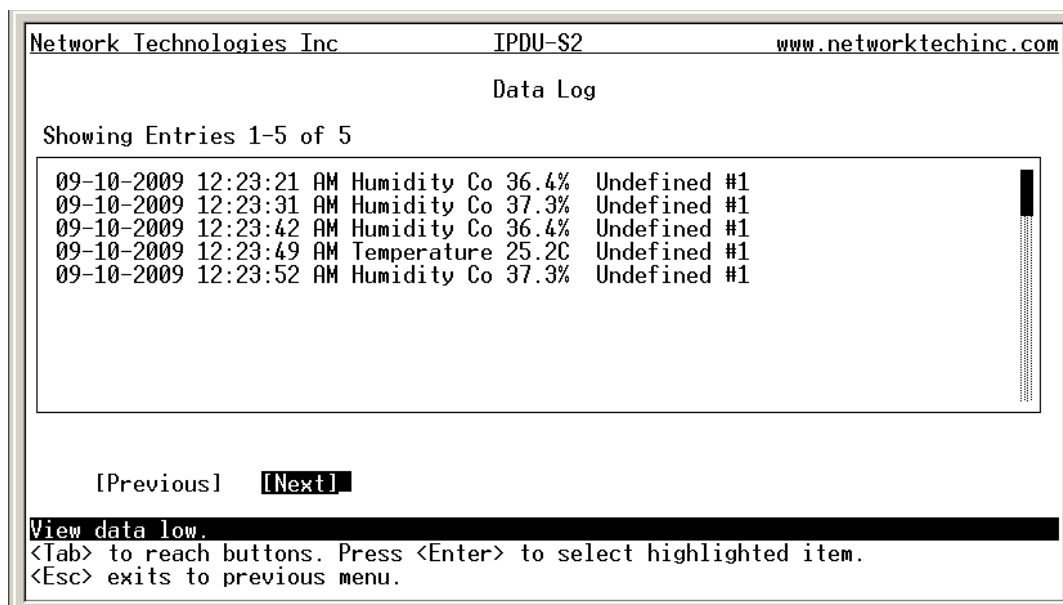 Network Technologies Inc IPDU-S2 www.networktechinc.com
Data Log
Showing Entries 1-5 of 5
09-10-2009 12:23:21 AM Humidity Co 36.4% Undefined #1
09-10-2009 12:23:31 AM Humidity Co 37.3% Undefined #1
09-10-2009 12:23:42 AM Humidity Co 36.4% Undefined #1
09-10-2009 12:23:49 AM Temperature 25.2C Undefined #1
09-10-2009 12:23:52 AM Humidity Co 37.3% Undefined #1
[Previous] [Next]
View data low.
<Tab> to reach buttons. Press <Enter> to select highlighted item.
<Esc> exits to previous menu.